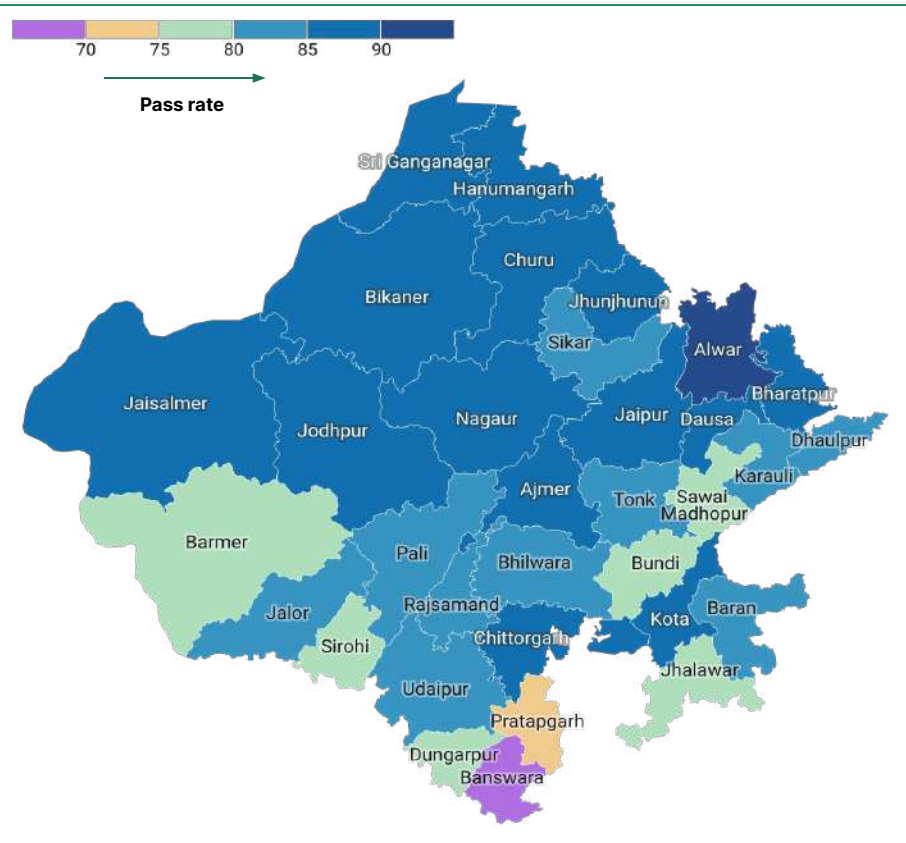 70 75 80 85 90
Pass rate
Sri Ganganagar
Hanumangarh
Churu
Bikaner
Jhunjhunun
Sikar
Alwar
Bharatpur
Jaisalmer
Jodhpur
Nagaur
Jaipur
Dausa
Dhaulpur
Karauli
Ajmer
Tonk
Sawai
Madhopur
Barmer
Pali
Bhilwara
Bundi
Jalor
Rajsamand
Baran
Kota
Sirohi
Chittorgarh
Jhalawar
Udaipur
Pratapgarh
Dungarpur
Banswara